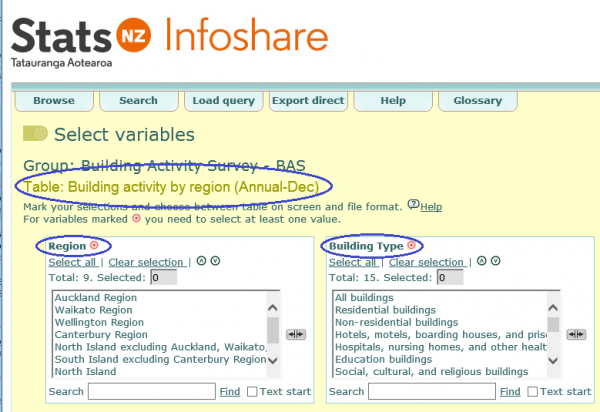 Stats NZ Infoshare
Tatauranga Aotearoa
Browse Search Load query Export direct Help Glossary
Select variables
Group: Building Activity Survey - BAS
Table: Building activity by region (Annual-Dec)
Mark your selections and choose between table on screen and file format. ? Help
For variables marked you need to select at least one value.
Region
Select all | Clear selection |
Total: 9. Selected: 0
Auckland Region
Waikato Region
Wellington Region
Canterbury Region
North Island excluding Auckland, Waikato,
South Island excluding Canterbury Region
North Island
Search Find Text start
Building Type
Select all | Clear selection |
Total: 15. Selected: 0
All buildings
Residential buildings
Non-residential buildings
Hotels, motels, boarding houses, and pris
Hospitals, nursing homes, and other healt
Education buildings
Social, cultural, and religious buildings
Search Find Text start